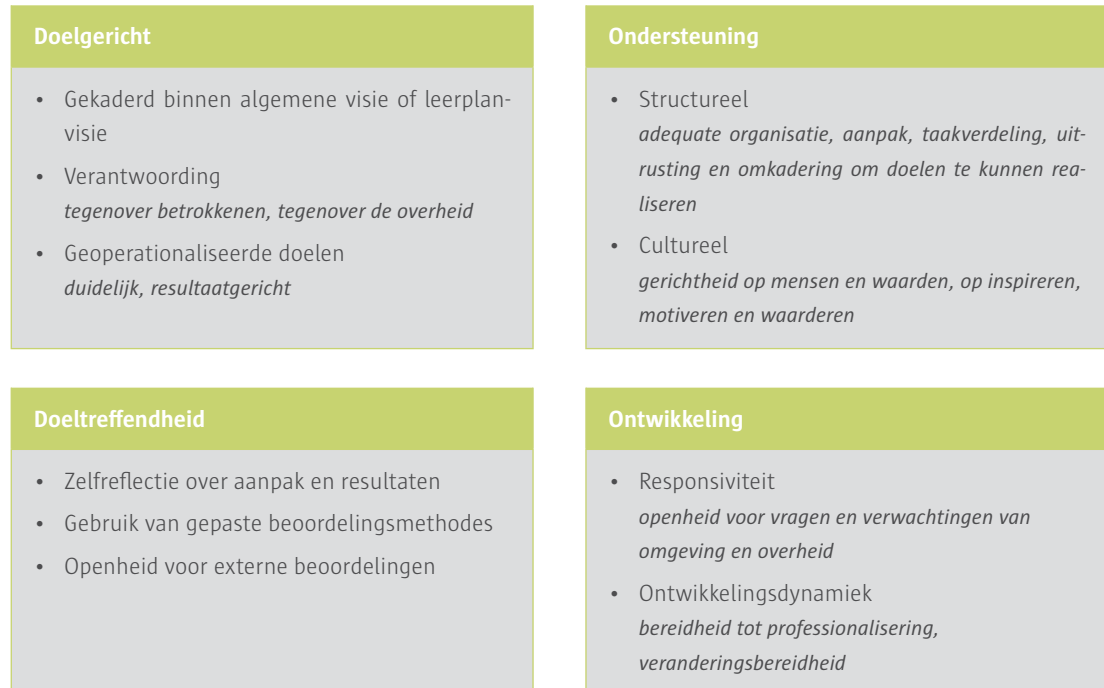 Doelgericht
• Gekaderd binnen algemene visie of leerplan-
visie
• Verantwoording
tegenover betrokkenen, tegenover de overheid
• Geoperationaliseerde doelen
duidelijk, resultaatgericht
Ondersteuning
• Structureel
adequate organisatie, aanpak, taakverdeling, uit-
rusting en omkadering om doelen te kunnen rea-
liseren
• Cultureel
gerichtheid op mensen en waarden, op inspireren,
motiveren en waarderen
Doeltreffendheid
• Zelfreflectie over aanpak en resultaten
• Gebruik van gepaste beoordelingsmethodes
• Openheid voor externe beoordelingen
Ontwikkeling
• Responsiviteit
openheid voor vragen en verwachtingen van
omgeving en overheid
• Ontwikkelingsdynamiek
bereidheid tot professionalisering,
veranderingsbereidheid